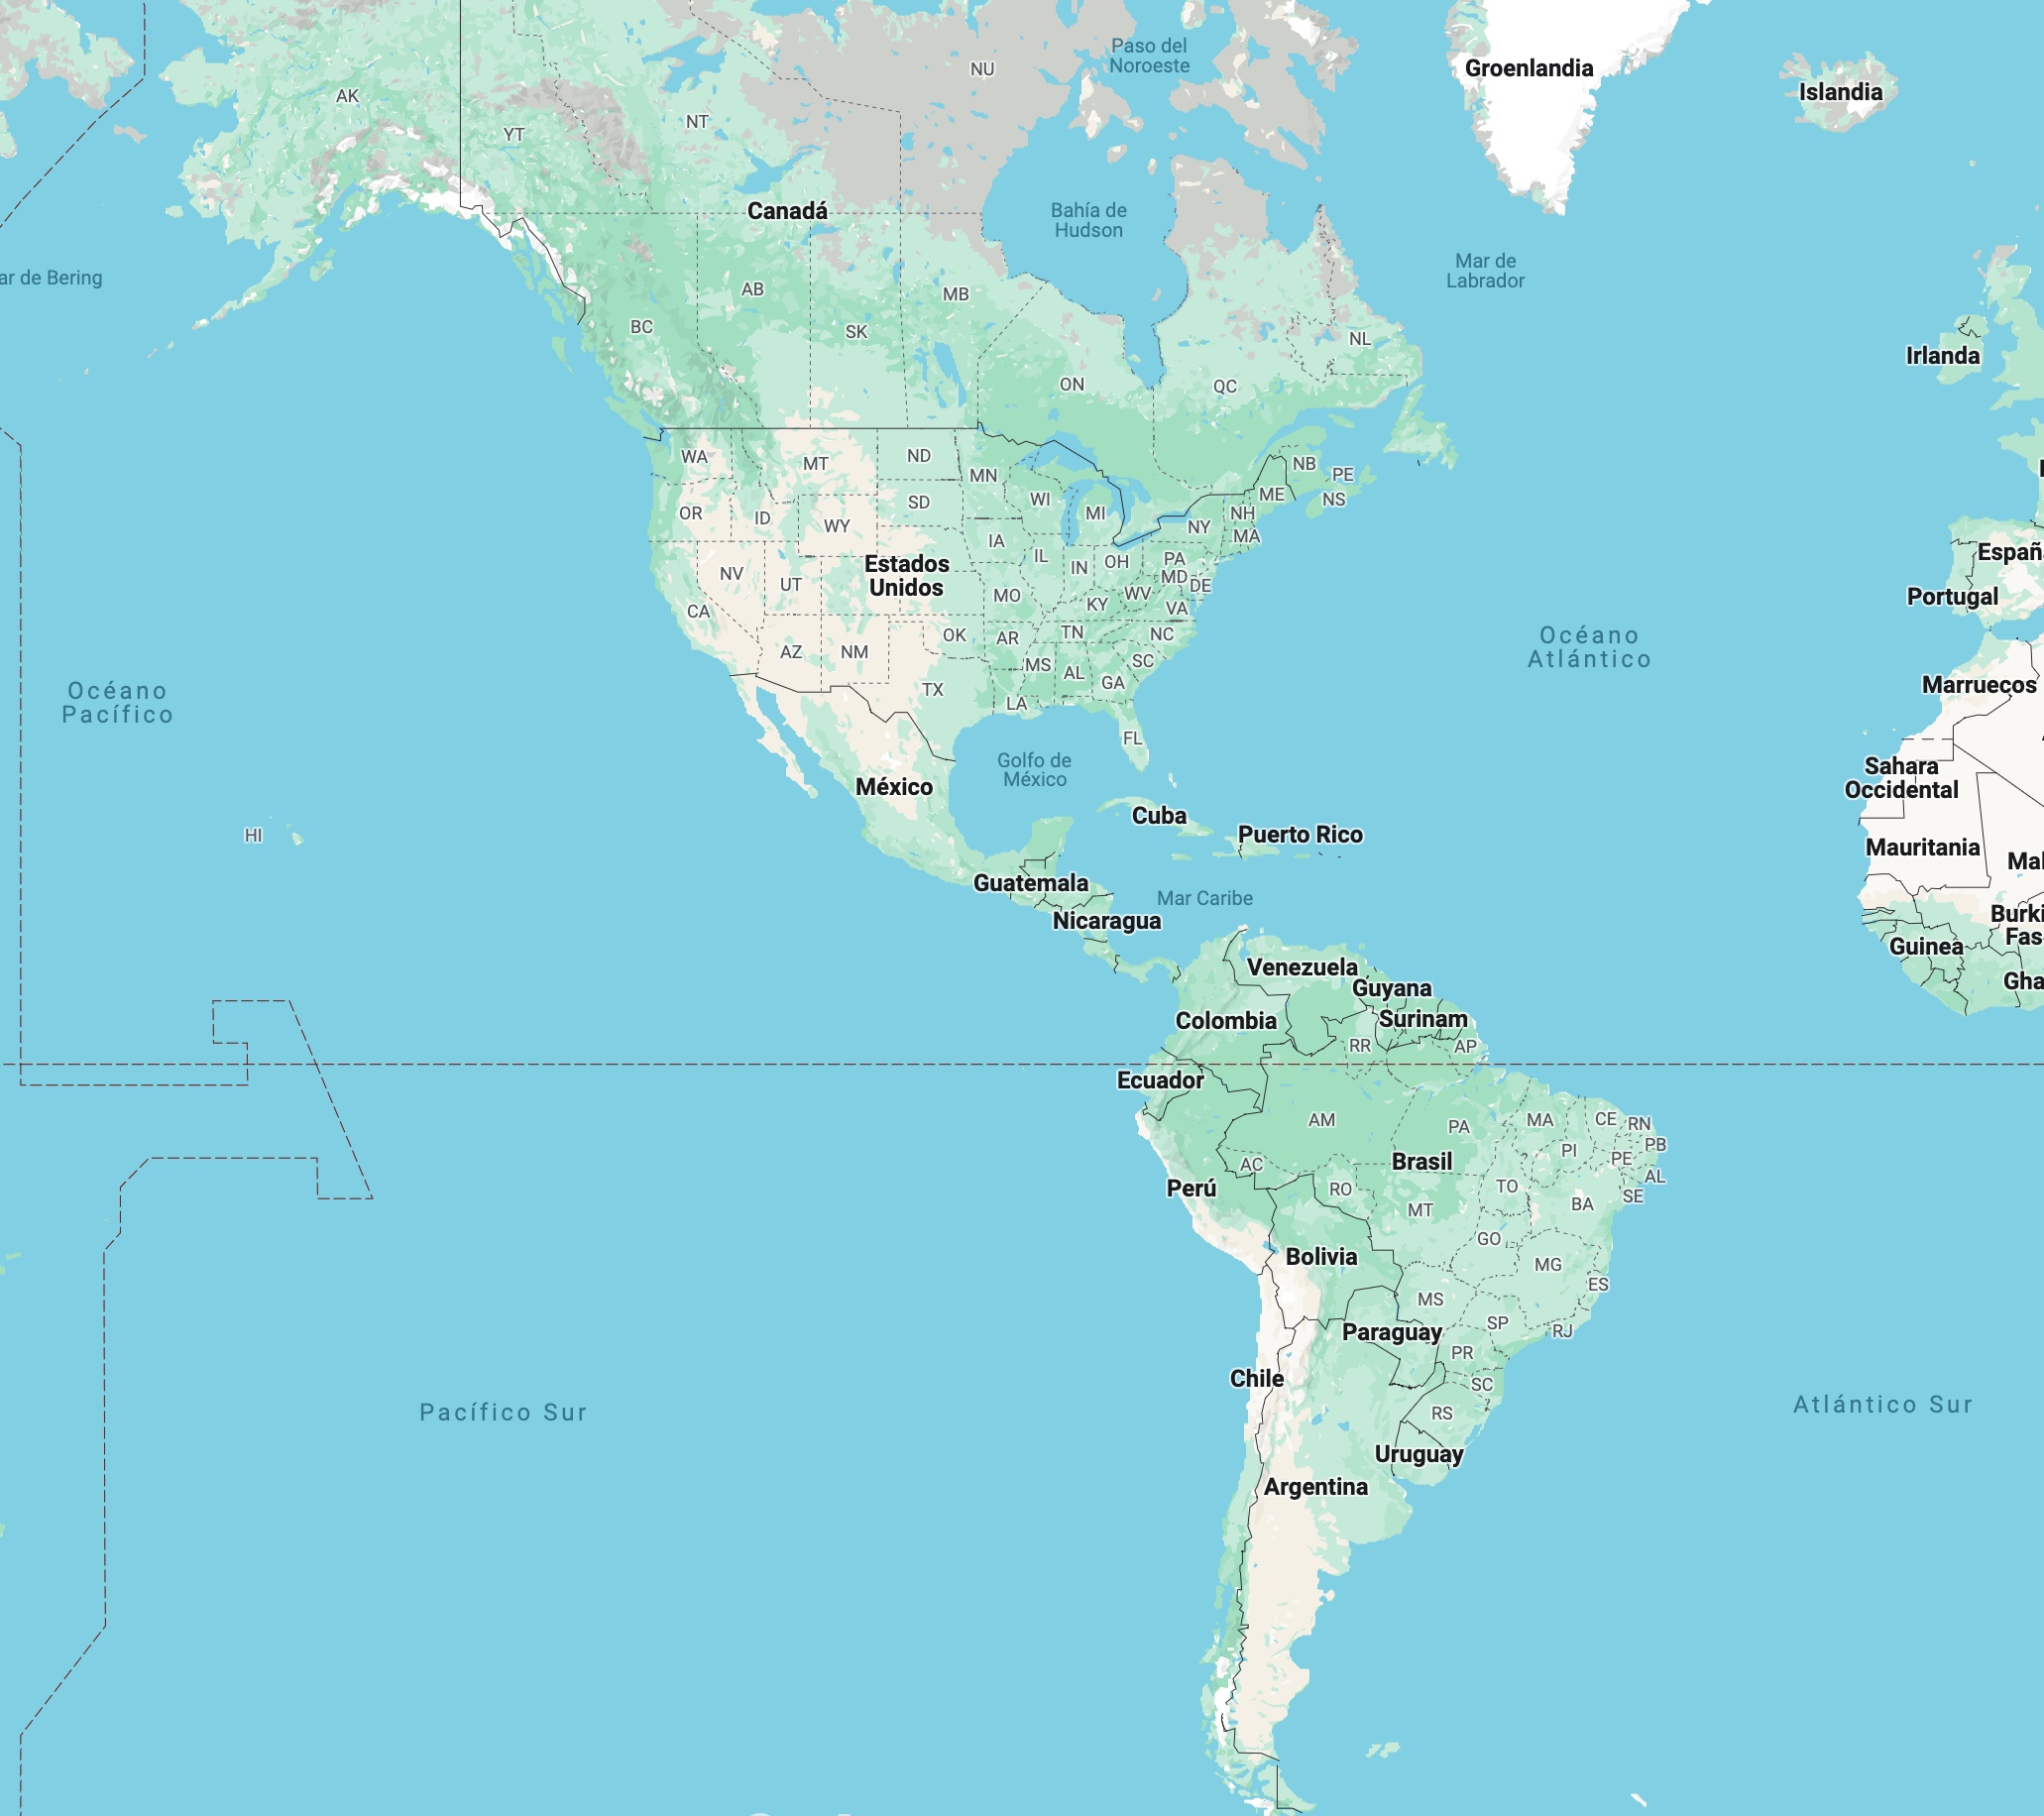 Paso del
Noroeste
NU
Groenlandia
Islandia
AK
YT
NT
Canadá
Bahía de
Hudson
Mar de
Labrador
ar de Bering
AB
MB
BC
SK
NL
Irlanda
ON
QC
WA
MT
ND
MN
NB
PE
NS
ME
OR
ID
WY
SD
WI
MI
NY
NH
MA
IA
IL
IN
OH
PA
MD
DE
Españ
Portugal
NV
UT
Estados
Unidos
MO
KY
WV
VA
CA
AZ
NM
OK
AR
TN
NC
SC
MS
AL
GA
TX
LA
FL
Océano
Atlántico
Océano
Pacífico
Marruecos
Golfo de
México
México
Sahara
Occidental
HI
Cuba
Puerto Rico
Mauritania
Mal
Guatemala
Mar Caribe
Nicaragua
Burki
Fas
Guinea
Gha
Venezuela
Guyana
Colombia
Surinam
RR
AP
Ecuador
AM
PA
MA
CE
RN
PB
PI
PE
AL
SE
AC
Brasil
Perú
RO
TO
BA
MT
GO
Bolivia
MG
ES
MS
SP
RJ
Paraguay
PR
Chile
SC
RS
Pacífico Sur
Atlántico Sur
Uruguay
Argentina